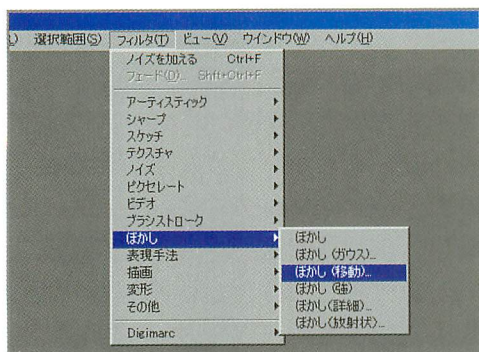 選択範囲(S) フィルタ(T) ビュー(V) ウインドウ(W) ヘルプ(H)
ノイズを加える Ctrl+F
フェード(D)... Shft+Ctrl+F
アーティスティック
シャープ
スケッチ
テクスチャ
ノイズ
ピクセレート
ビデオ
ブラシストローク
ぼかし
表現手法
描画
変形
その他
Digimarc
ぼかし
ぼかし (ガウス)...
ぼかし (移動)...
ぼかし (強)
ぼかし(詳細)...
ぼかし(放射状)...